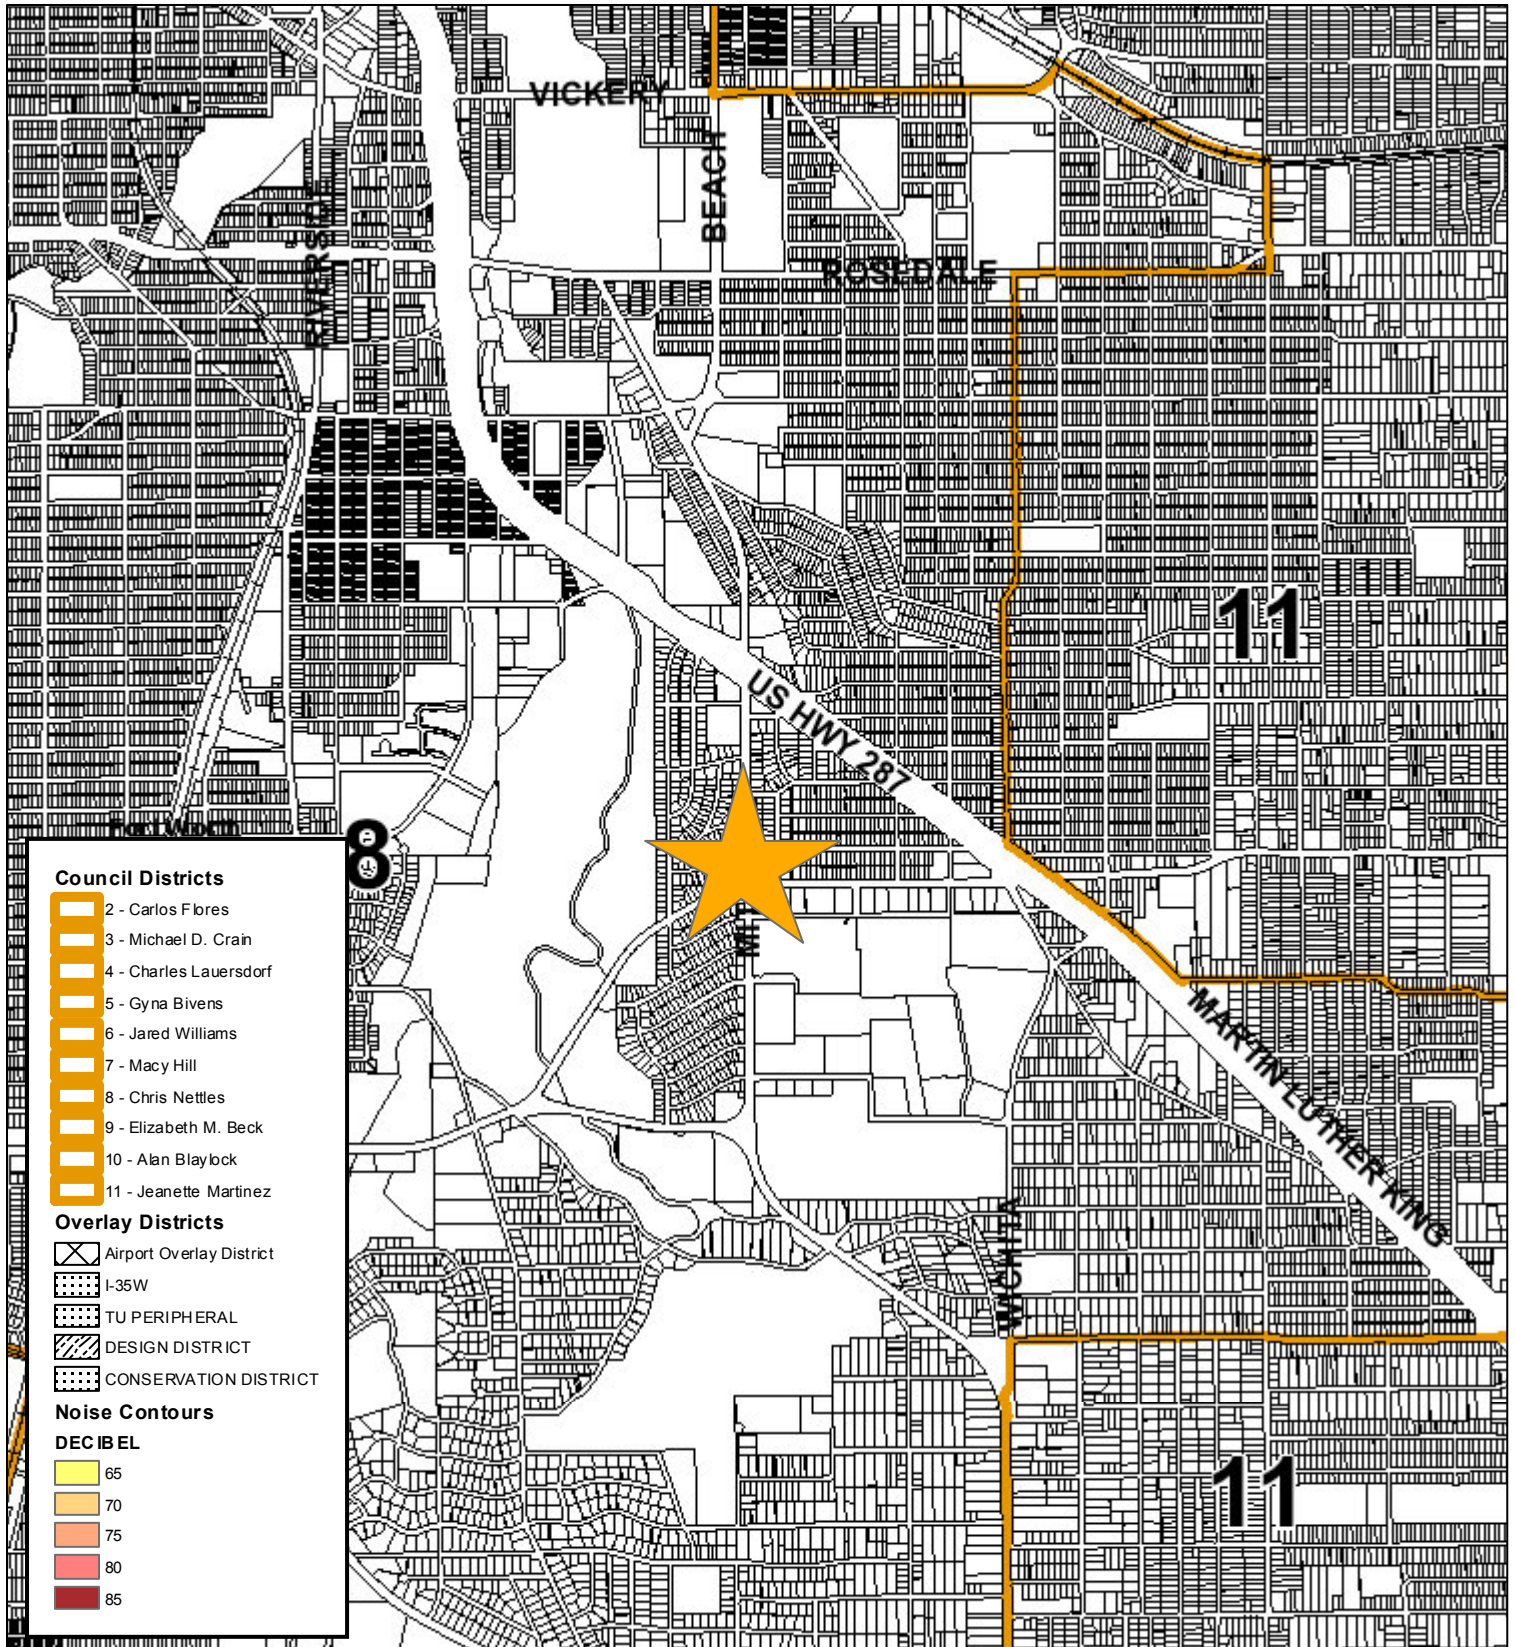 VICKERY
BEACH
RIVERSIDE
ROSEDALE
11
US HWY 287
Fort Worth
8
MIT
MARTIN LUTHER KING
WICHITA
11
Council Districts
2 - Carlos Flores
3 - Michael D. Crain
4 - Charles Lauersdorf
5 - Gyna Bivens
6 - Jared Williams
7 - Macy Hill
8 - Chris Nettles
9 - Elizabeth M. Beck
10 - Alan Blaylock
11 - Jeanette Martinez
Overlay Districts
Airport Overlay District
I-35W
TU PERIPHERAL
DESIGN DISTRICT
CONSERVATION DISTRICT
Noise Contours
DECIBEL
65
70
75
80
85